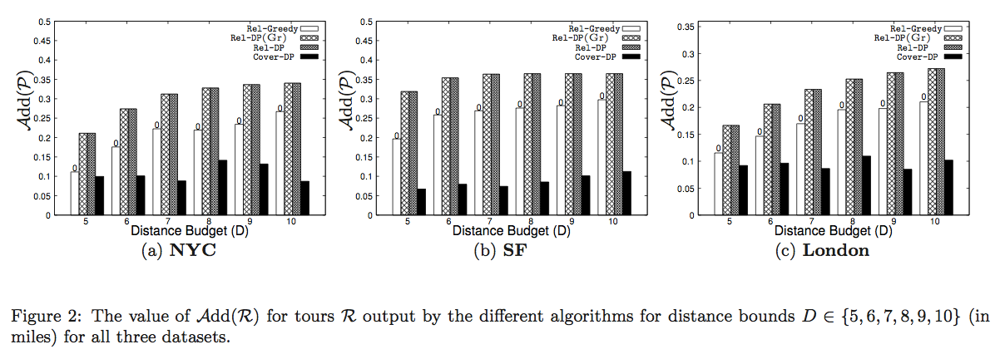 0.5
0.45
0.4
0.35
0.3
0.25
0.2
0.15
0.1
0.05
0
𝒜dd(𝒫)
Rel-Greedy
Rel-DP(Gr)
Rel-DP
Cover-DP
0 0 0 0 0 0
5 6 7 8 9 10
Distance Budget (D)
(a) NYC
0.5
0.45
0.4
0.35
0.3
0.25
0.2
0.15
0.1
0.05
0
𝒜dd(𝒫)
Rel-Greedy
Rel-DP(Gr)
Rel-DP
Cover-DP
0 0 0 0 0 0
5 6 7 8 9 10
Distance Budget (D)
(b) SF
0.35
0.3
0.25
0.2
0.15
0.1
0.05
0
𝒜dd(𝒫)
Rel-Greedy
Rel-DP(Gr)
Rel-DP
Cover-DP
0 0 0 0 0 0
5 6 7 8 9 10
Distance Budget (D)
(c) London
Figure 2: The value of 𝒜dd(ℛ) for tours ℛ output by the different algorithms for distance bounds D ∈ {5, 6, 7, 8, 9, 10} (in
miles) for all three datasets.